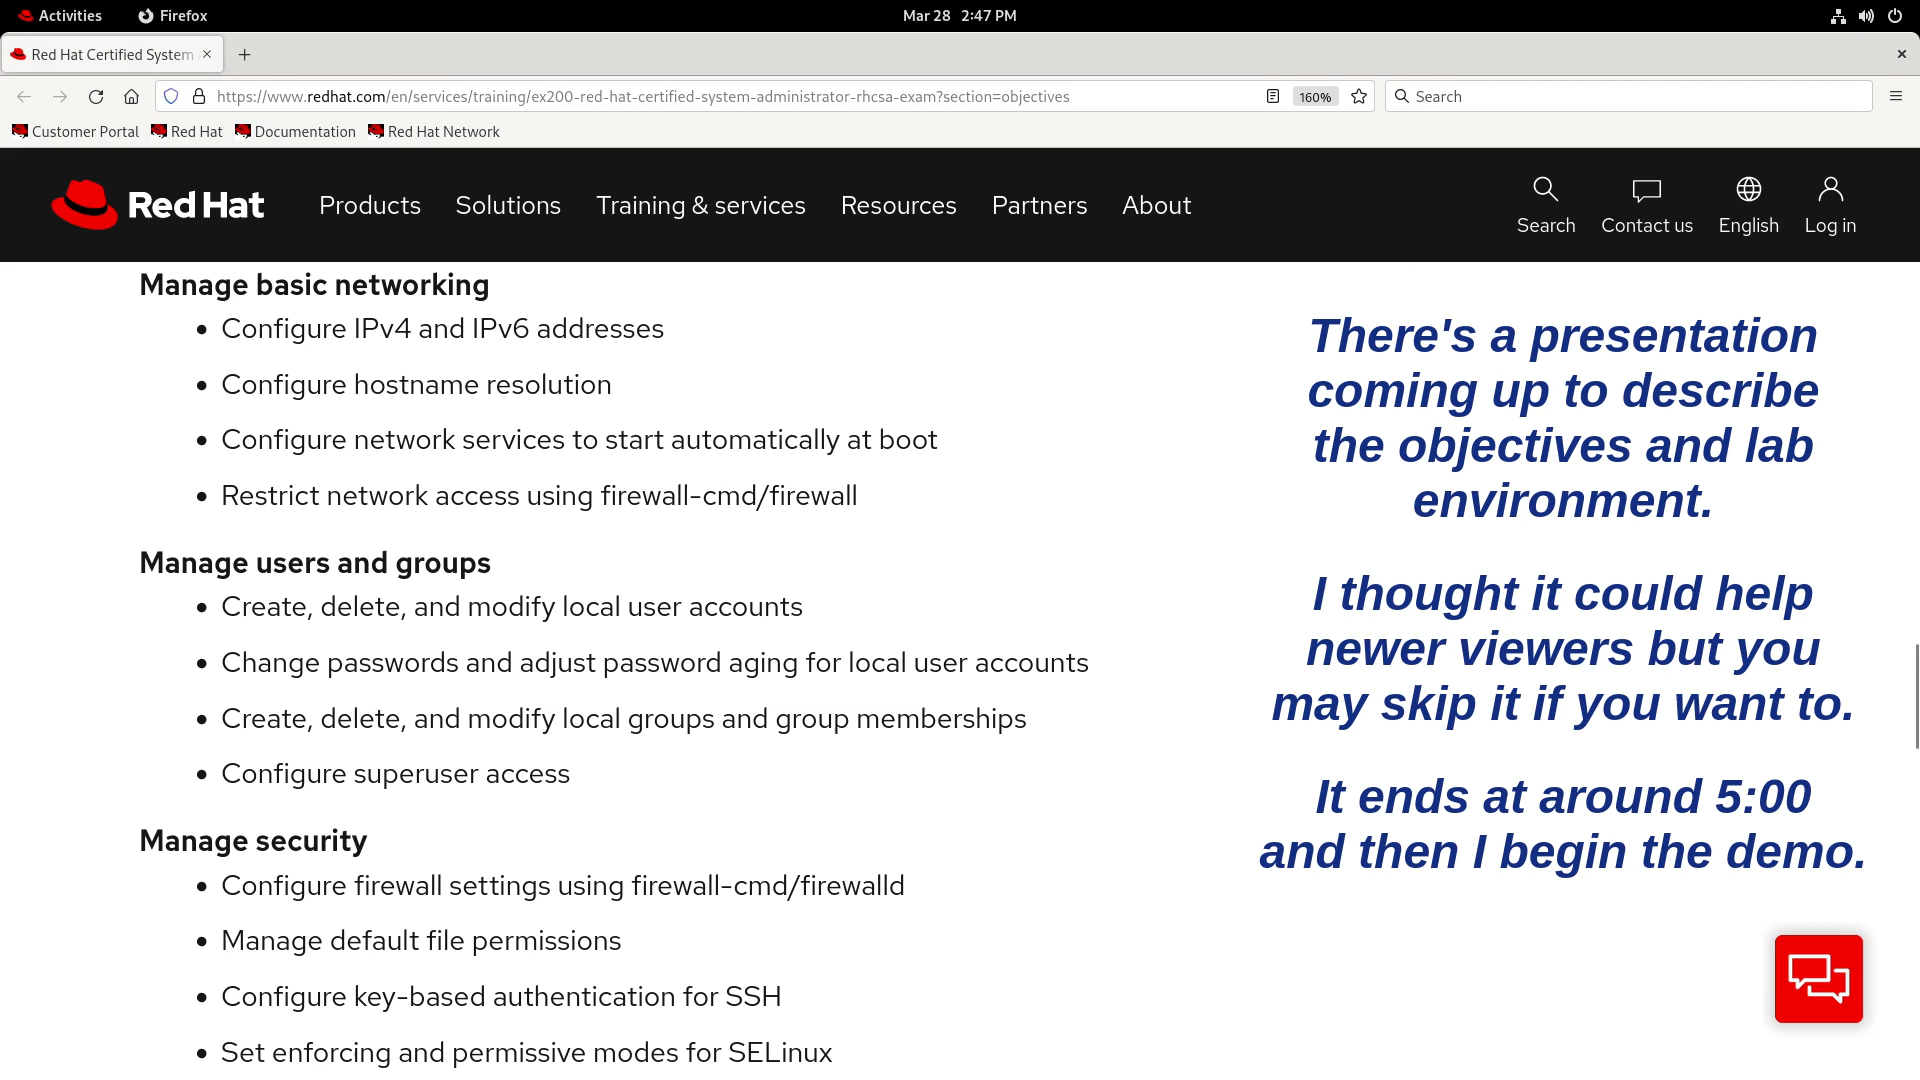 Activities
Firefox
Mar 28 2:47 PM
Red Hat Certified System
https://www.redhat.com/en/services/training/ex200-red-hat-certified-system-administrator-rhcsa-exam?section=objectives
160%
Search
Customer Portal
Red Hat
Documentation
Red Hat Network
Red Hat
Products
Solutions
Training & services
Resources
Partners
About
Search
Contact us
English
Log in
Manage basic networking
• Configure IPv4 and IPv6 addresses
• Configure hostname resolution
• Configure network services to start automatically at boot
• Restrict network access using firewall-cmd/firewall
Manage users and groups
• Create, delete, and modify local user accounts
• Change passwords and adjust password aging for local user accounts
• Create, delete, and modify local groups and group memberships
• Configure superuser access
Manage security
• Configure firewall settings using firewall-cmd/firewalld
• Manage default file permissions
• Configure key-based authentication for SSH
• Set enforcing and permissive modes for SELinux
There's a presentation
coming up to describe
the objectives and lab
environment.
I thought it could help
newer viewers but you
may skip it if you want to.
It ends at around 5:00
and then I begin the demo.